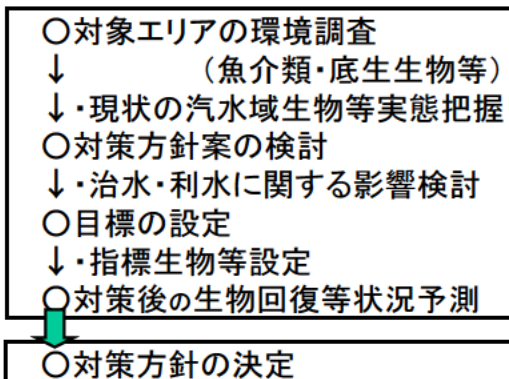 ○対象エリアの環境調査
↓　　　　　（魚介類・底生生物等）
↓・現状の汽水域生物等実態把握
○対策方針案の検討
↓・治水・利水に関する影響検討
○目標の設定
↓・指標生物等設定
○対策後の生物回復等状況予測
○対策方針の決定